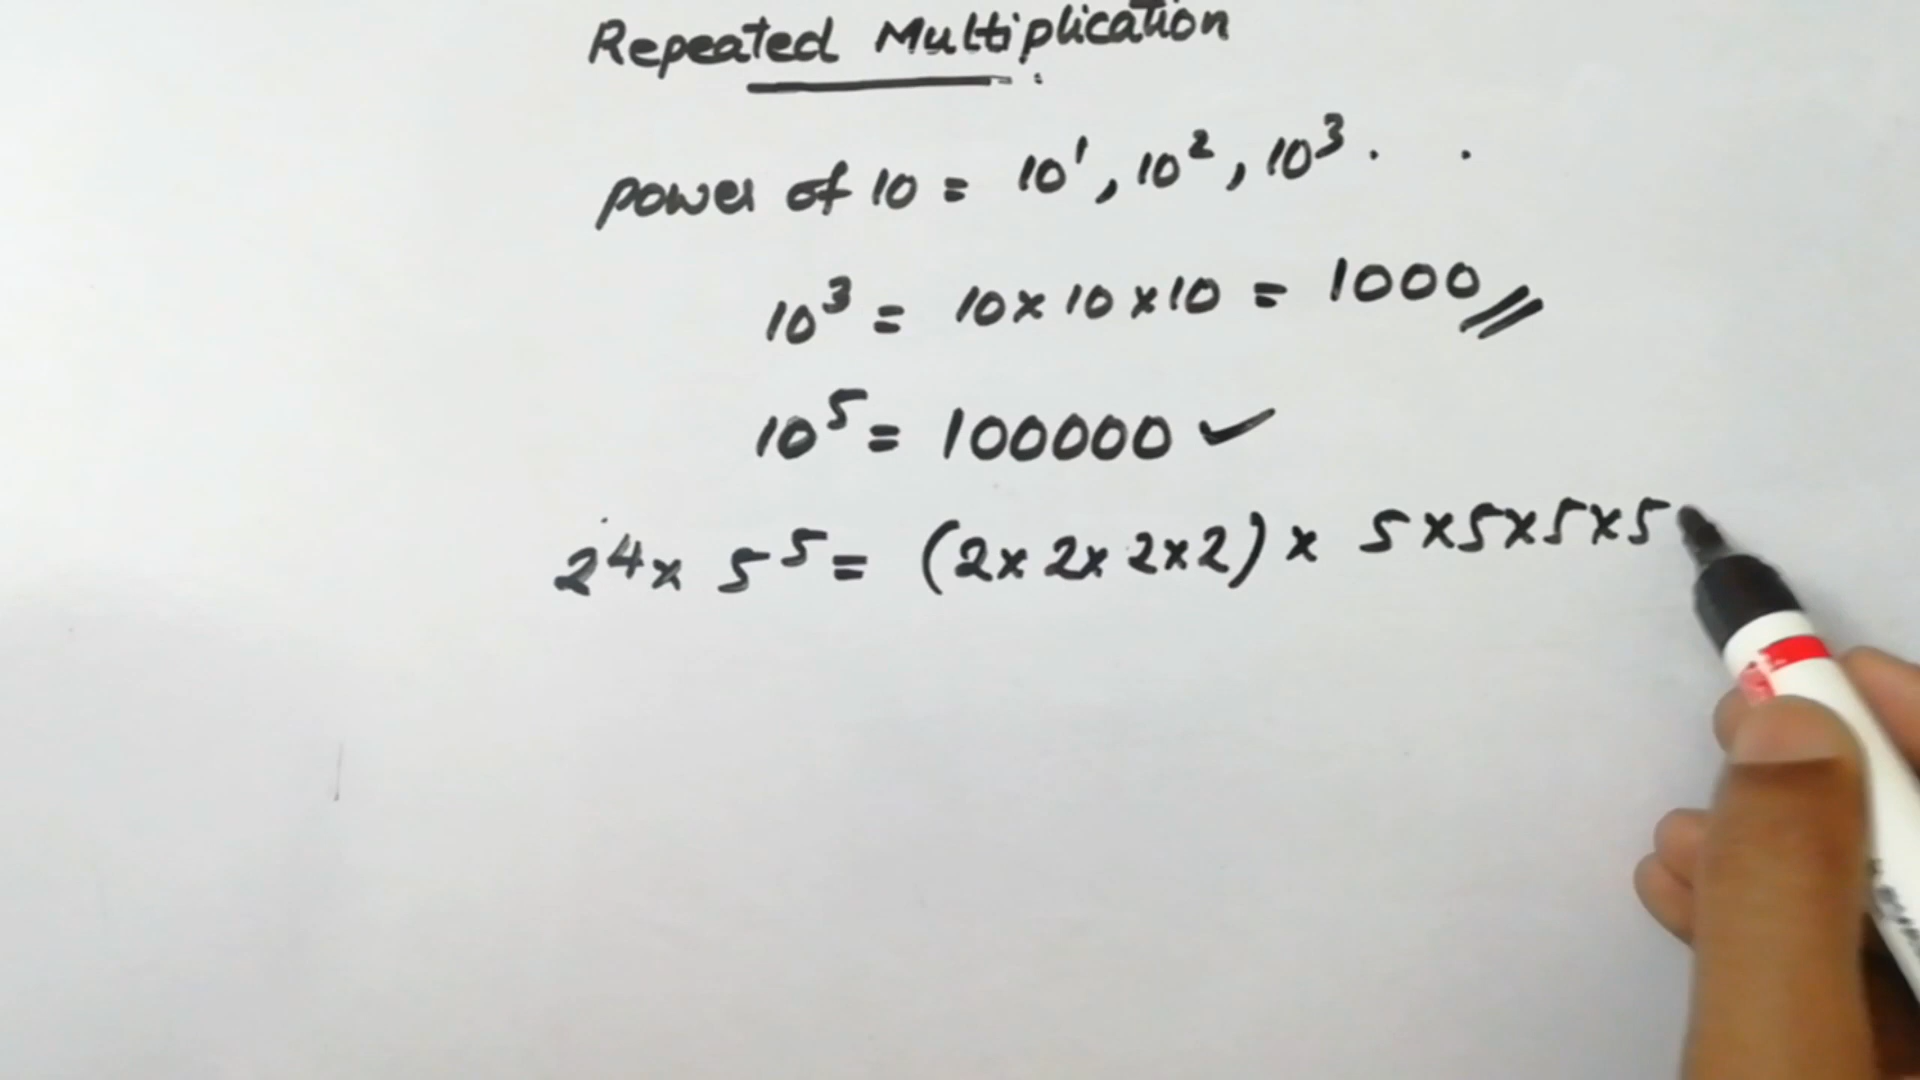 Repeated Multiplication
power of 10 = 10¹, 10², 10³ . .
10³ = 10 x 10 x 10 = 1000
10⁵ = 100000 ✓
2⁴ x 5⁵ = (2 x 2 x 2 x 2) x 5 x 5 x 5 x 5